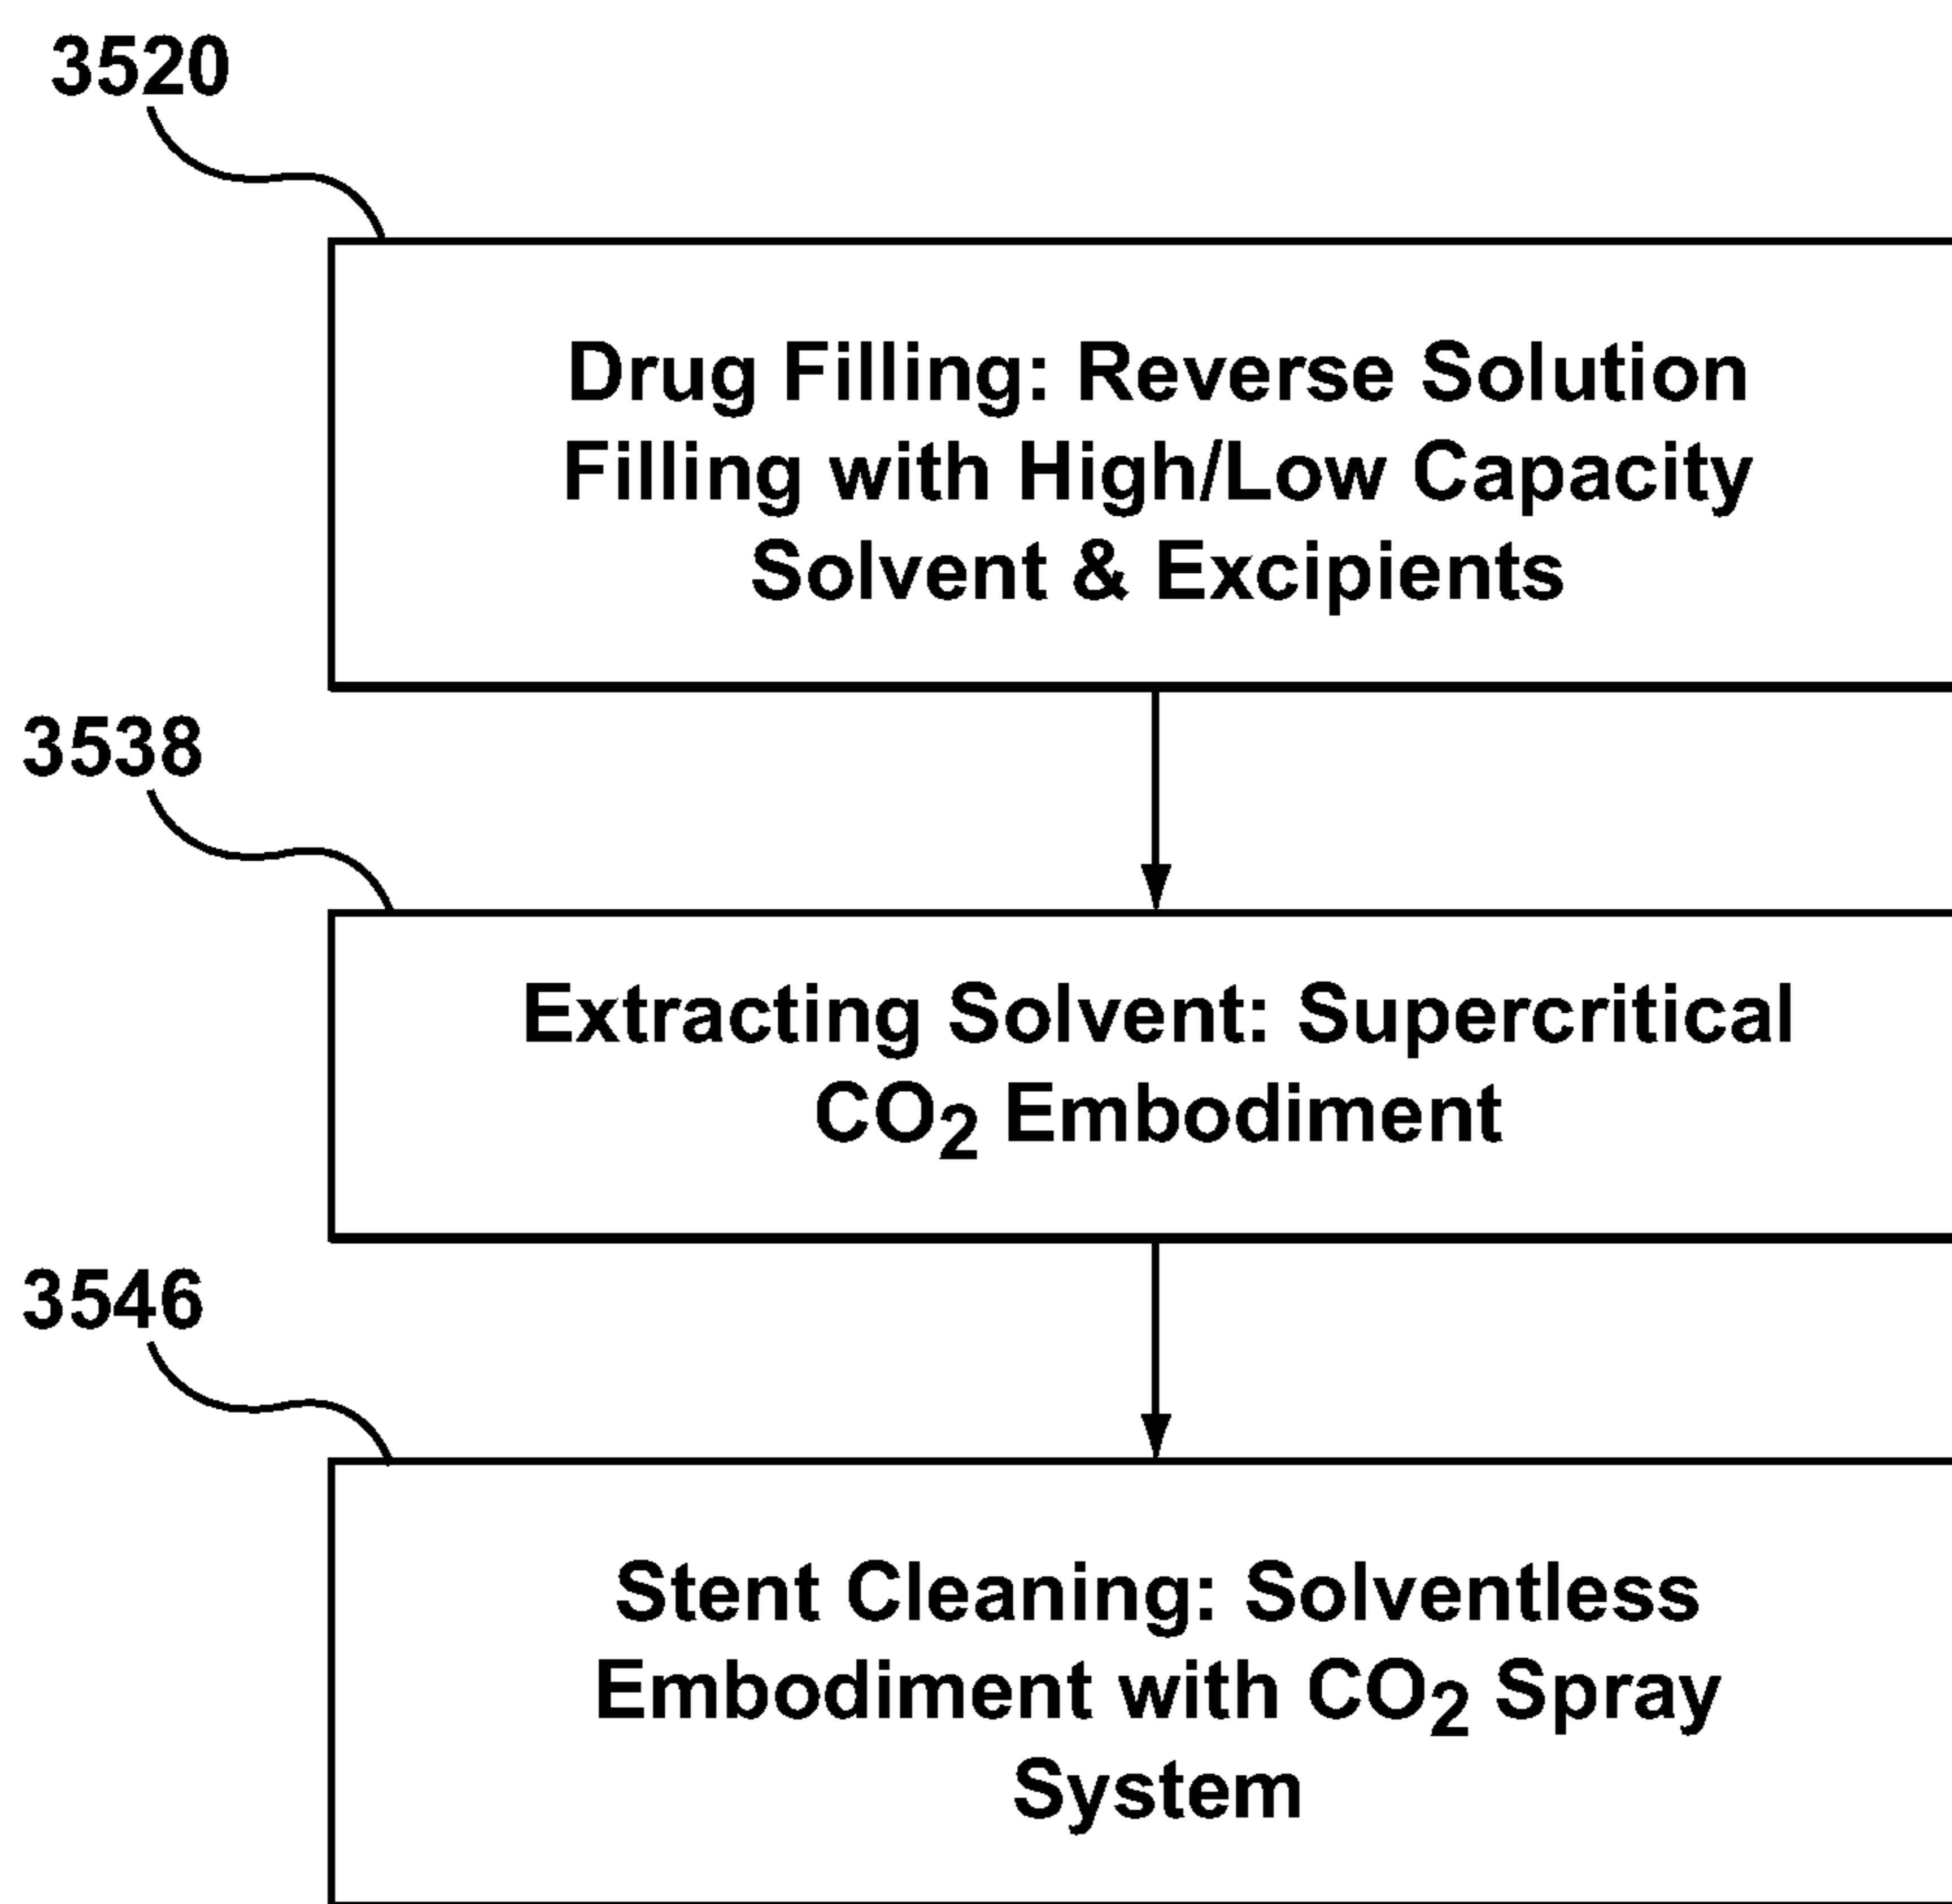 3520
Drug Filling: Reverse Solution
Filling with High/Low Capacity
Solvent & Excipients
3538
Extracting Solvent: Supercritical
CO₂ Embodiment
3546
Stent Cleaning: Solventless
Embodiment with CO₂ Spray
System